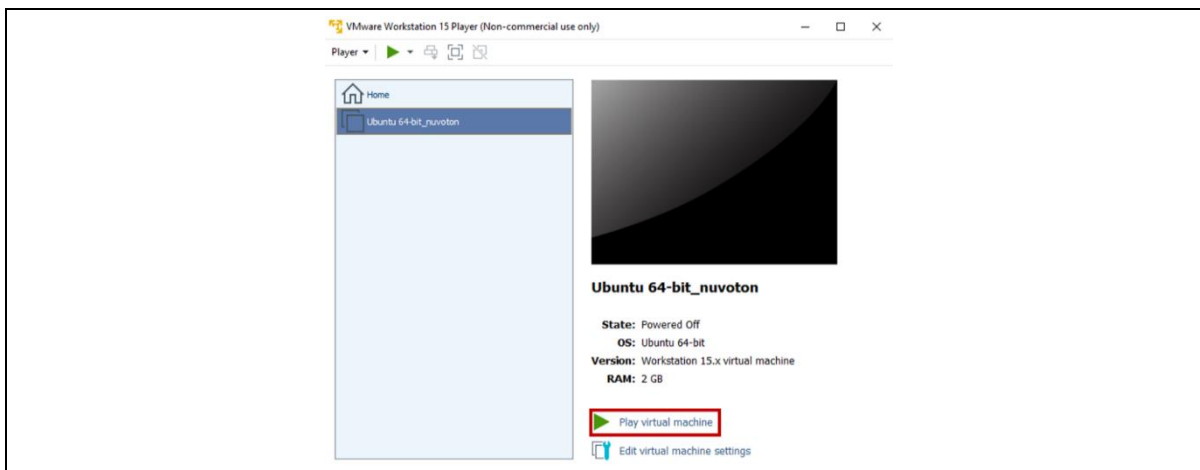 VMware Workstation 15 Player (Non-commercial use only)
Player
Home
Ubuntu 64-bit_nuvoton
Ubuntu 64-bit_nuvoton
State: Powered Off
OS: Ubuntu 64-bit
Version: Workstation 15.x virtual machine
RAM: 2 GB
Play virtual machine
Edit virtual machine settings